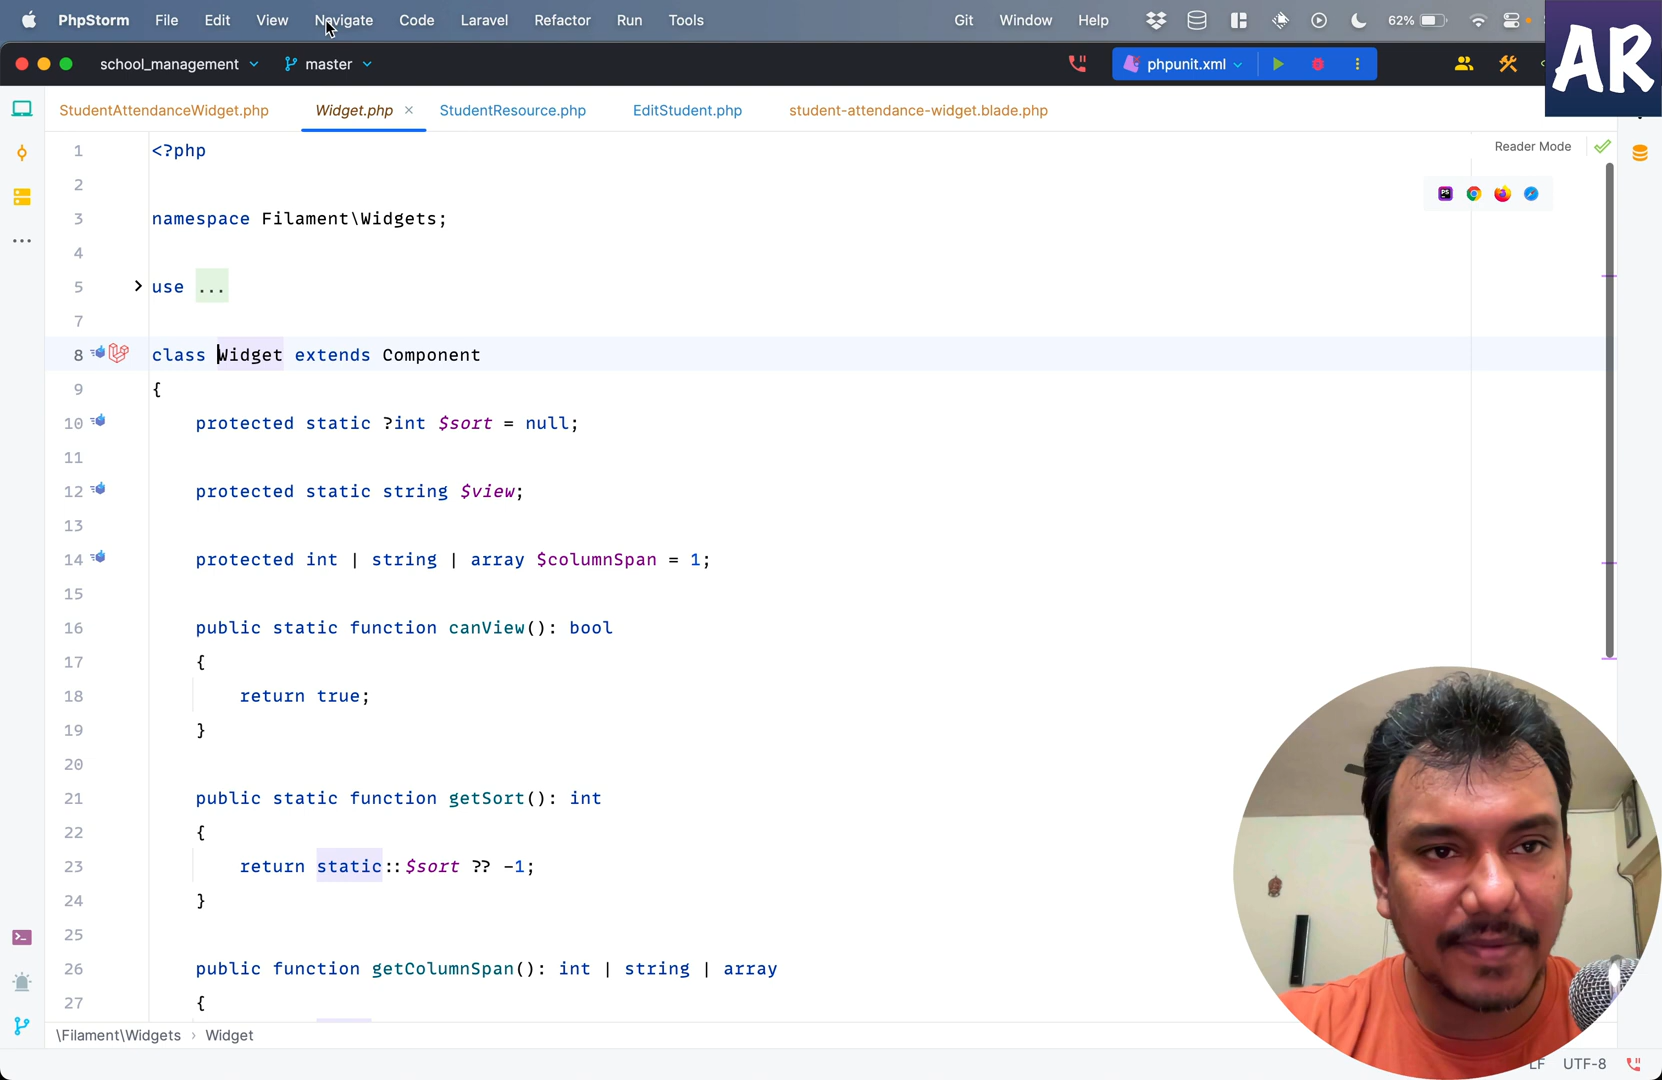 PhpStorm File Edit View Navigate Code Laravel Refactor Run Tools Git Window Help 62%
school_management master phpunit.xml
AR
StudentAttendanceWidget.php Widget.php StudentResource.php EditStudent.php student-attendance-widget.blade.php
Reader Mode
1 <?php
2
3 namespace Filament\Widgets;
4
5 use ...
7
8 class Widget extends Component
9 {
10 protected static ?int $sort = null;
11
12 protected static string $view;
13
14 protected int | string | array $columnSpan = 1;
15
16 public static function canView(): bool
17 {
18 return true;
19 }
20
21 public static function getSort(): int
22 {
23 return static::$sort ?? -1;
24 }
25
26 public function getColumnSpan(): int | string | array
27 {
\Filament\Widgets › Widget
LF UTF-8